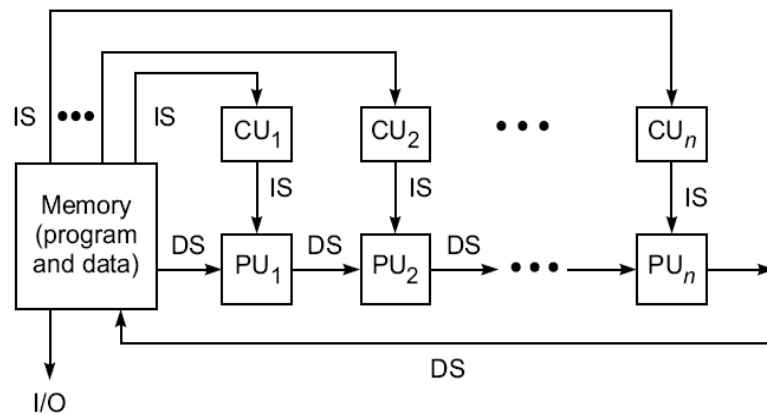 IS ••• IS CU1 CU2 • • • CUn
IS IS IS
Memory
(program
and data)
DS PU1 DS PU2 DS ••• PUn
DS
I/O